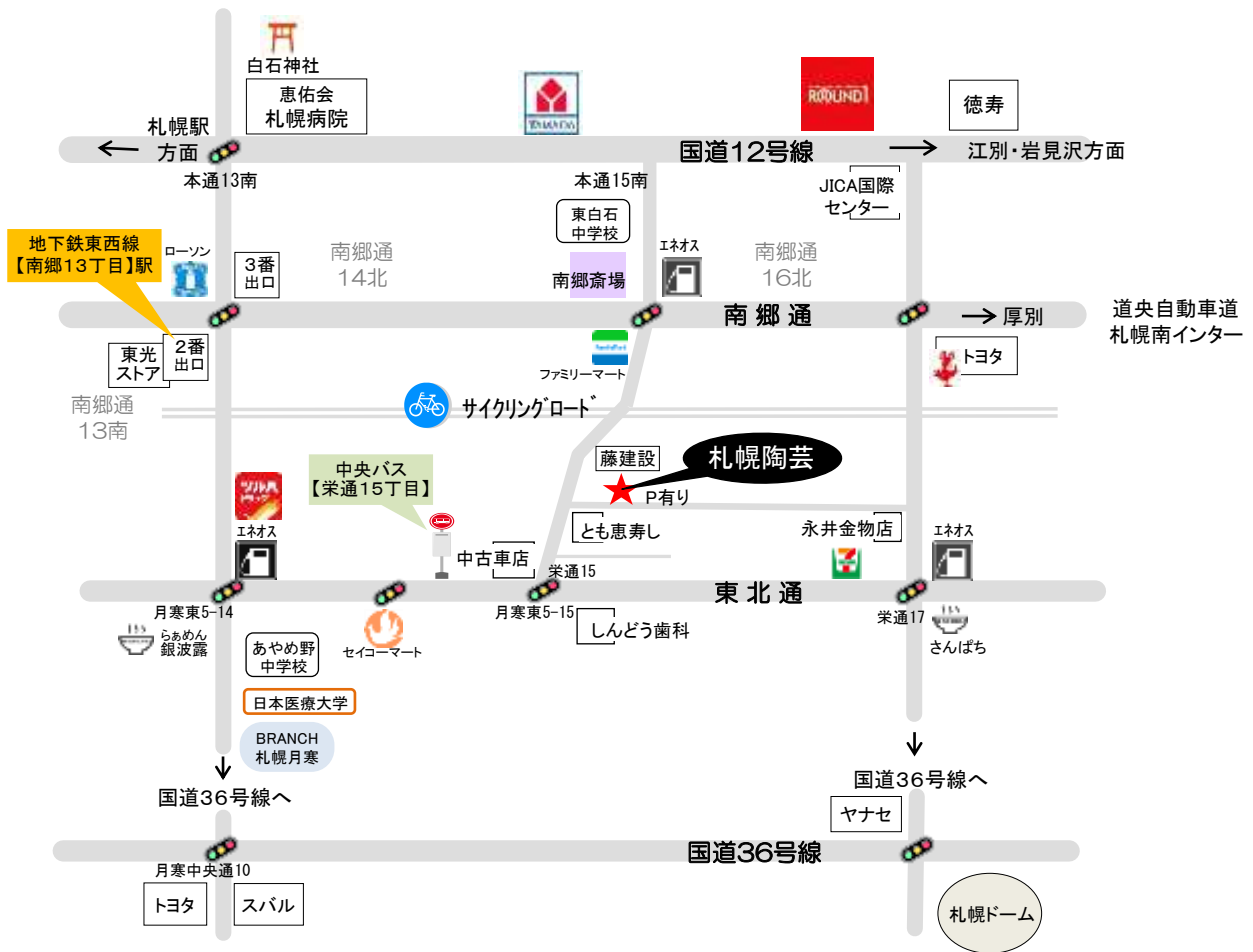 白石神社
恵佑会
札幌病院
YAMADA
ROUND1
徳寿
札幌駅
方面
国道12号線
江別・岩見沢方面
本通13南
本通15南
JICA国際
センター
東白石
中学校
地下鉄東西線
【南郷13丁目】駅
ローソン
3番
出口
南郷通
14北
南郷斎場
エネオス
南郷通
16北
南郷通
厚別
道央自動車道
札幌南インター
東光
ストア
2番
出口
FamilyMart
ファミリーマート
トヨタ
南郷通
13南
サイクリングロード
藤建設
札幌陶芸
P有り
中央バス
【栄通15丁目】
ツルハ
ドラッグ
エネオス
とも恵寿し
永井金物店
エネオス
中古車店
栄通15
東北通
月寒東5-14
月寒東5-15
栄通17
らぁめん
銀波露
セイコーマート
しんどう歯科
さんぱち
あやめ野
中学校
日本医療大学
BRANCH
札幌月寒
国道36号線へ
国道36号線へ
ヤナセ
国道36号線
月寒中央通10
トヨタ
スバル
札幌ドーム